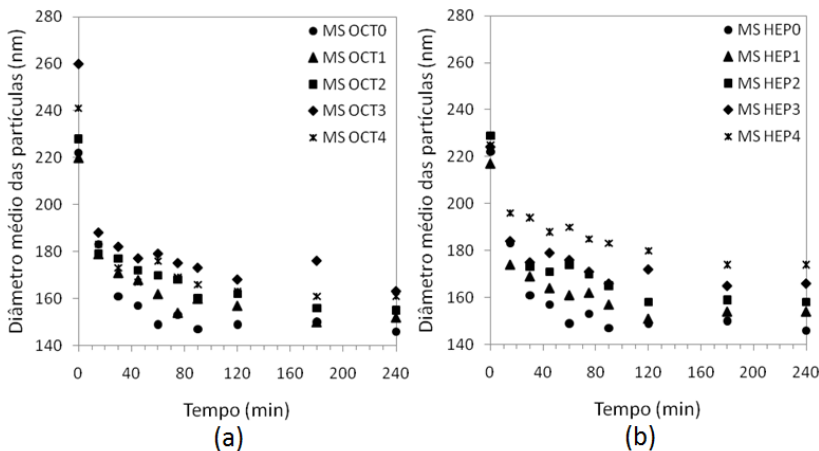 280
260
240
220
200
180
160
140
0 40 80 120 160 200 240
Diâmetro médio das partículas (nm)
Tempo (min)
MS OCT0
MS OCT1
MS OCT2
MS OCT3
MS OCT4
(a)
280
260
240
220
200
180
160
140
0 40 80 120 160 200 240
Diâmetro médio das partículas (nm)
Tempo (min)
MS HEP0
MS HEP1
MS HEP2
MS HEP3
MS HEP4
(b)